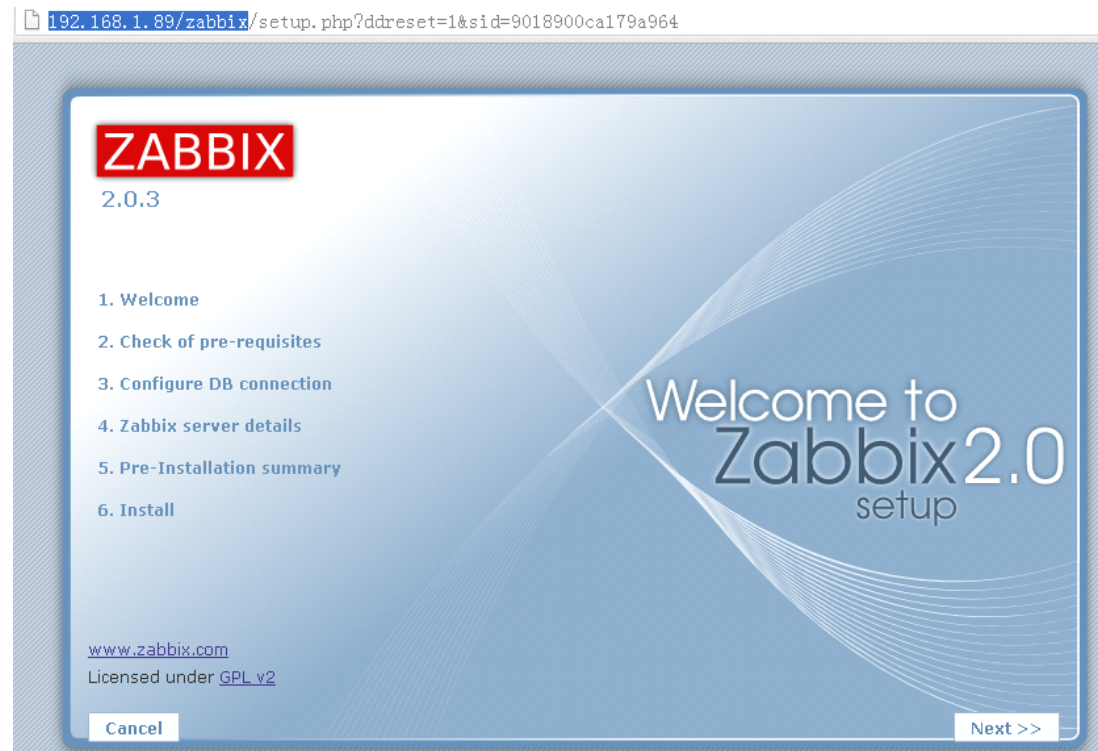 192.168.1.89/zabbix/setup.php?ddreset=1&sid=9018900ca179a964
ZABBIX
2.0.3
1. Welcome
2. Check of pre-requisites
3. Configure DB connection
4. Zabbix server details
5. Pre-Installation summary
6. Install
Welcome to
Zabbix 2.0
setup
www.zabbix.com
Licensed under GPL v2
Cancel
Next >>